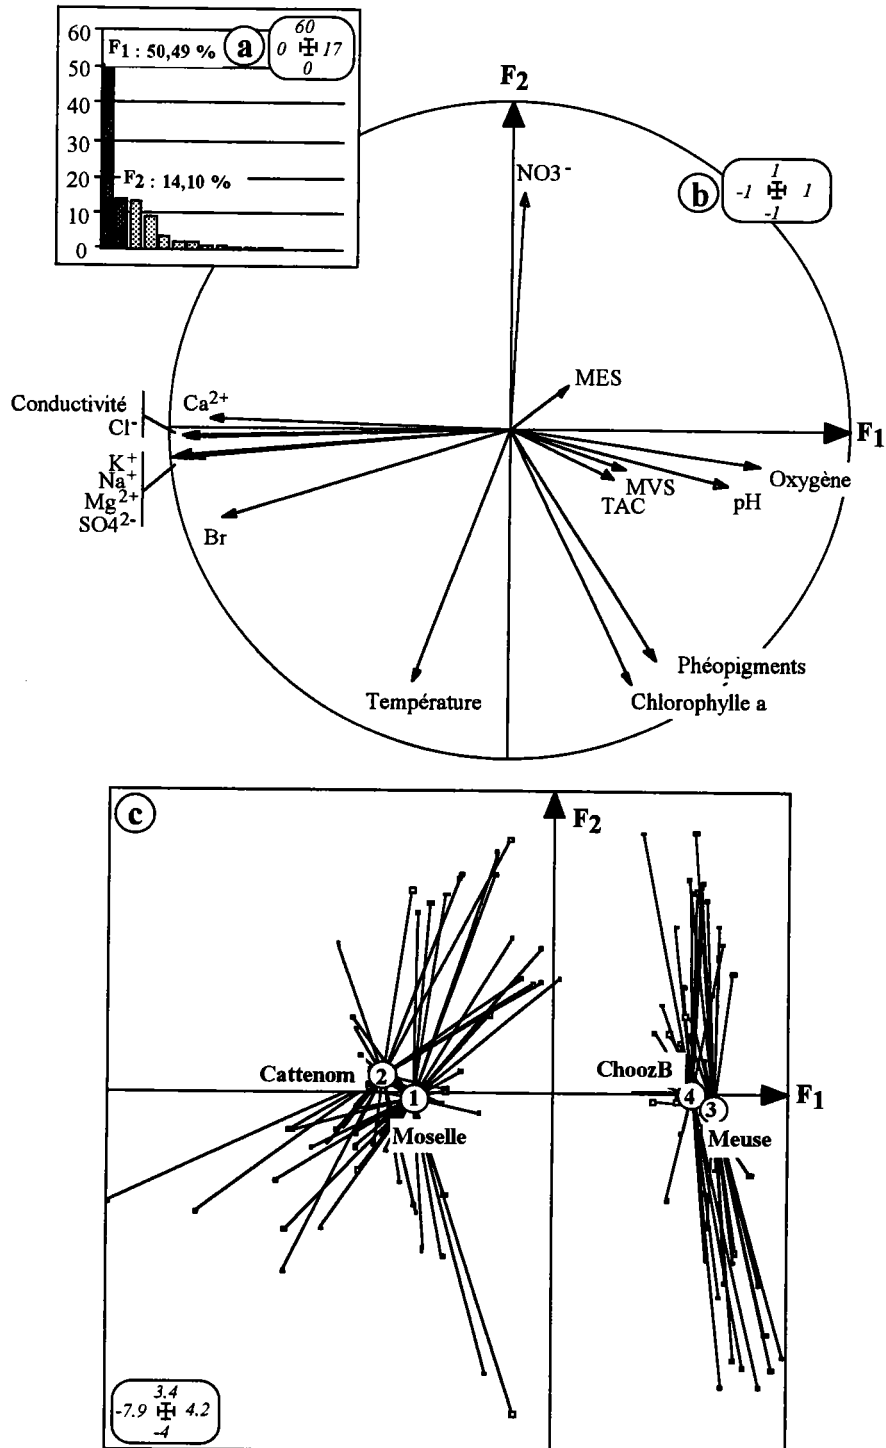 60
50
40
30
20
10
0
F1 : 50,49 %
F2 : 14,10 %
a
60
0 17
0
F2
b
1
-1 1
-1
NO3-
MES
F1
Oxygène
pH
MVS
TAC
Phéopigments
Chlorophylle a
Température
Br
Ca2+
Conductivité
Cl-
K+
Na+
Mg2+
SO42-
c
F2
F1
Cattenom
2
1
Moselle
ChoozB
4
3
Meuse
3.4
-7.9 4.2
-4